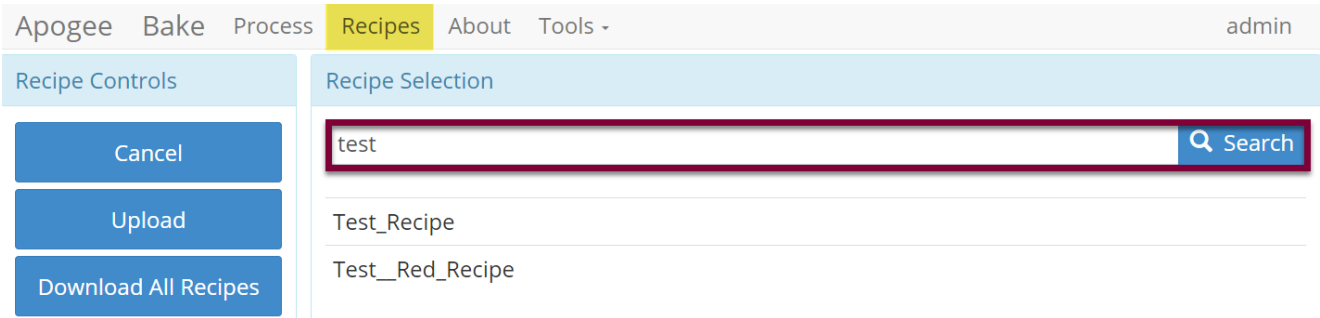 Apogee Bake Process Recipes About Tools admin
Recipe Controls
Cancel
Upload
Download All Recipes
Recipe Selection
test Search
Test_Recipe
Test__Red_Recipe